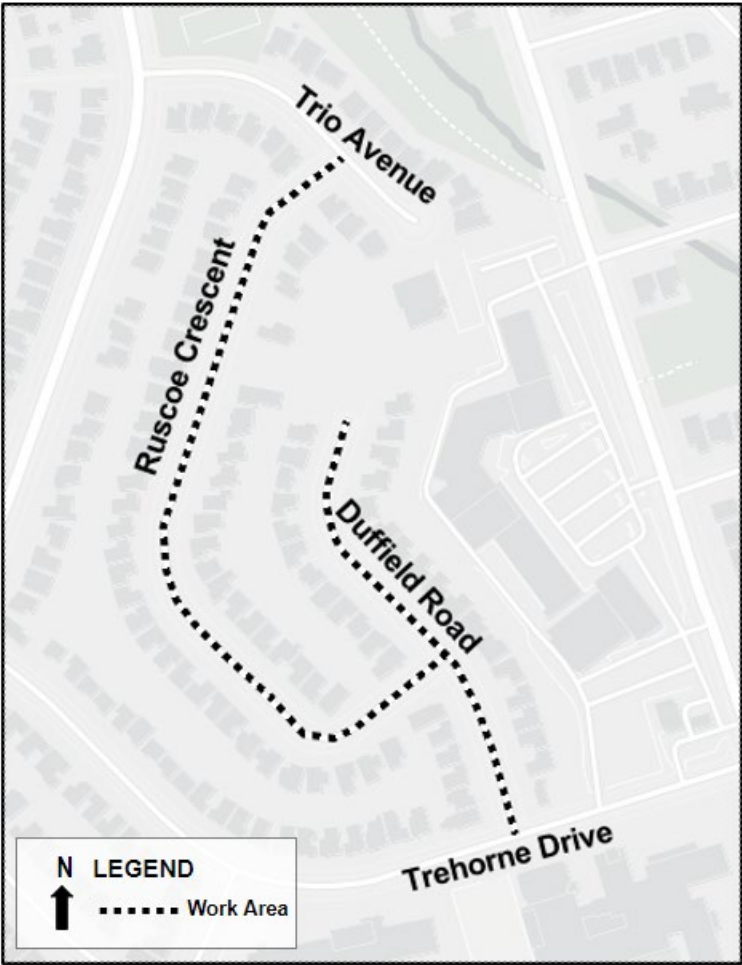 Trio Avenue
Ruscoe Crescent
Duffield Road
Trehorne Drive
N LEGEND
Work Area